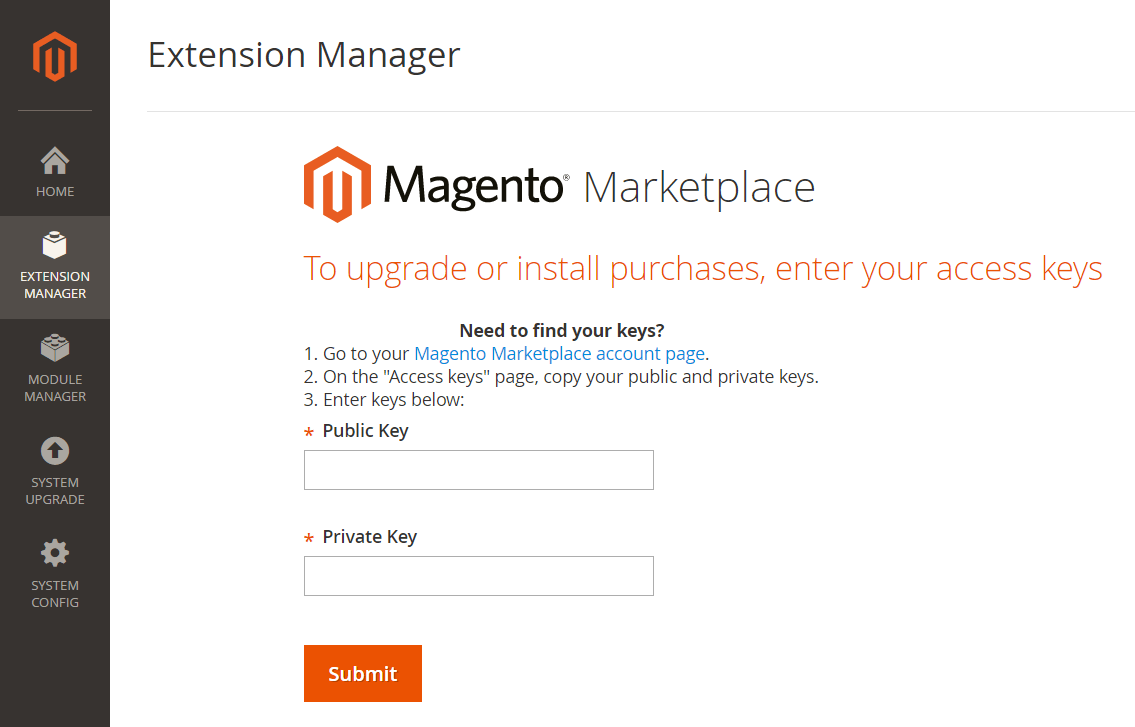 Extension Manager
HOME
EXTENSION
MANAGER
MODULE
MANAGER
SYSTEM
UPGRADE
SYSTEM
CONFIG
Magento® Marketplace
To upgrade or install purchases, enter your access keys
Need to find your keys?
1. Go to your Magento Marketplace account page.
2. On the "Access keys" page, copy your public and private keys.
3. Enter keys below:
* Public Key
* Private Key
Submit